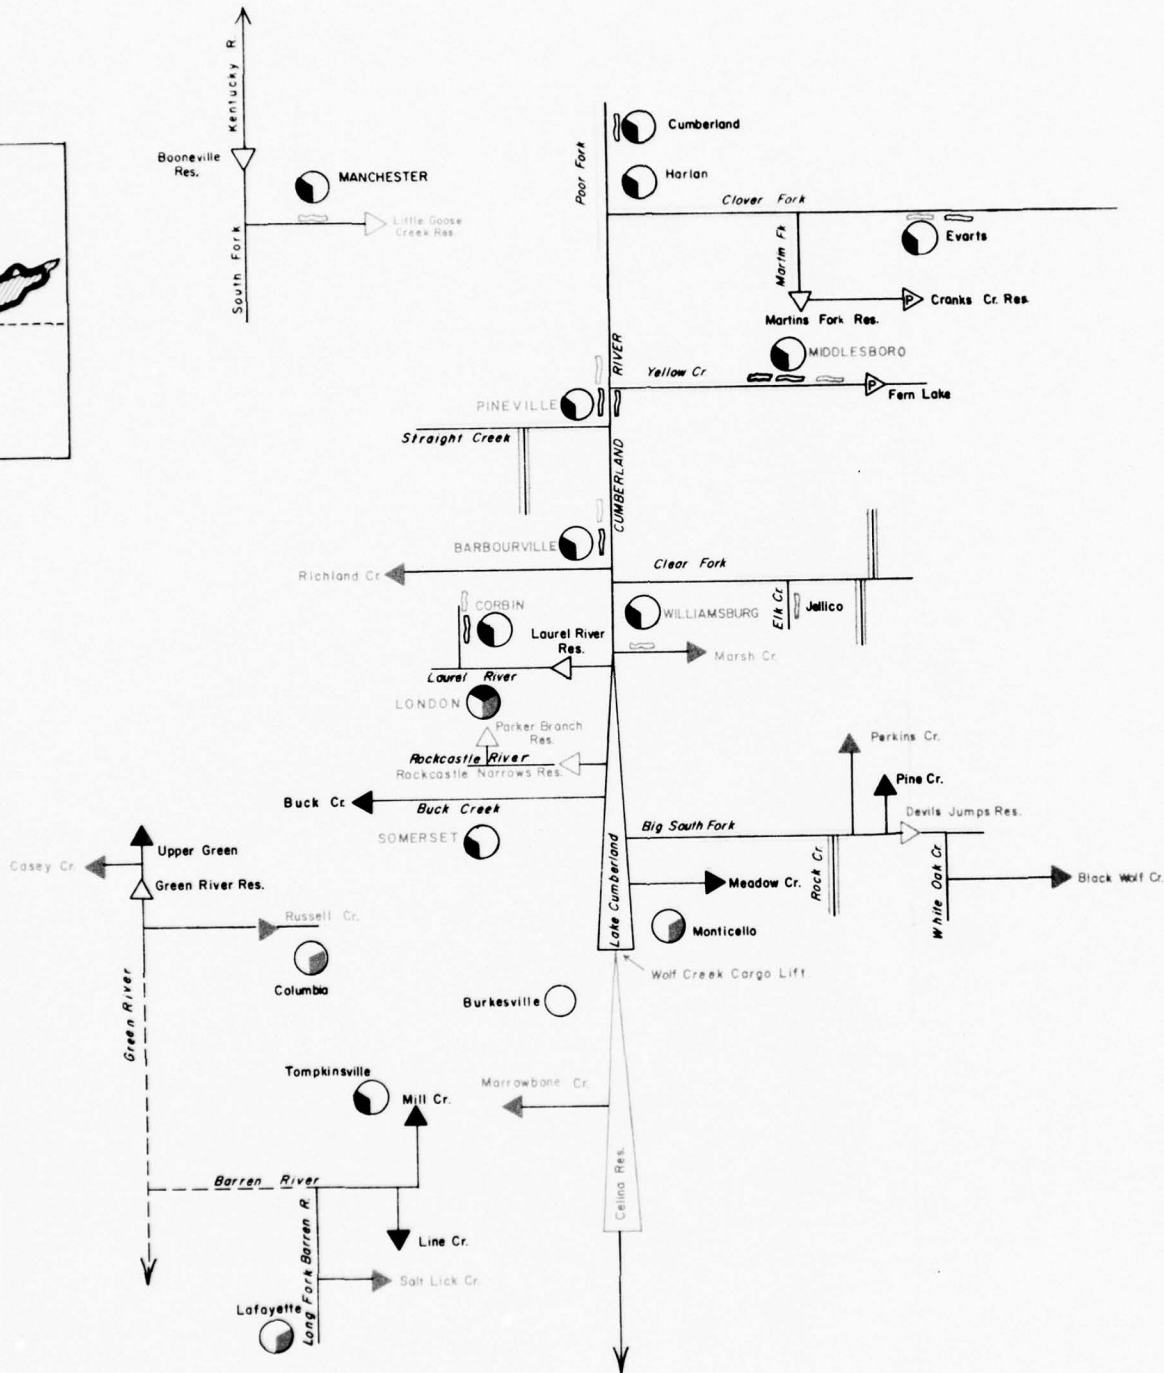 Kentucky R.
Booneville
Res.
MANCHESTER
Little Goose
Creek Res.
South Fork
Poor Fork
Cumberland
Harlan
Clover Fork
Martin Fk
Evarts
P
Cranks Cr. Res.
Martins Fork Res.
MIDDLESBORO
RIVER
Yellow Cr
P
Fern Lake
PINEVILLE
Straight Creek
CUMBERLAND
BARBOURVILLE
Richland Cr.
Clear Fork
CORBIN
WILLIAMSBURG
Elk Cr.
Jellico
Laurel River
Res.
Marsh Cr.
Laurel River
LONDON
Parker Branch
Res.
Rockcastle River
Rockcastle Narrows Res.
Perkins Cr.
Pine Cr.
Buck Cr.
Buck Creek
Devils Jumps Res.
SOMERSET
Big South Fork
Upper Green
Casey Cr.
Green River Res.
Lake Cumberland
Meadow Cr.
Rock Cr.
White Oak Cr
Black Wolf Cr.
Russell Cr.
Monticello
Columbia
Wolf Creek Cargo Lift
Green River
Burkesville
Tompkinsville
Mill Cr.
Marrowbone Cr.
Celina Res.
Barren River
Long Fork Barren R.
Line Cr.
Salt Lick Cr.
Lafayette